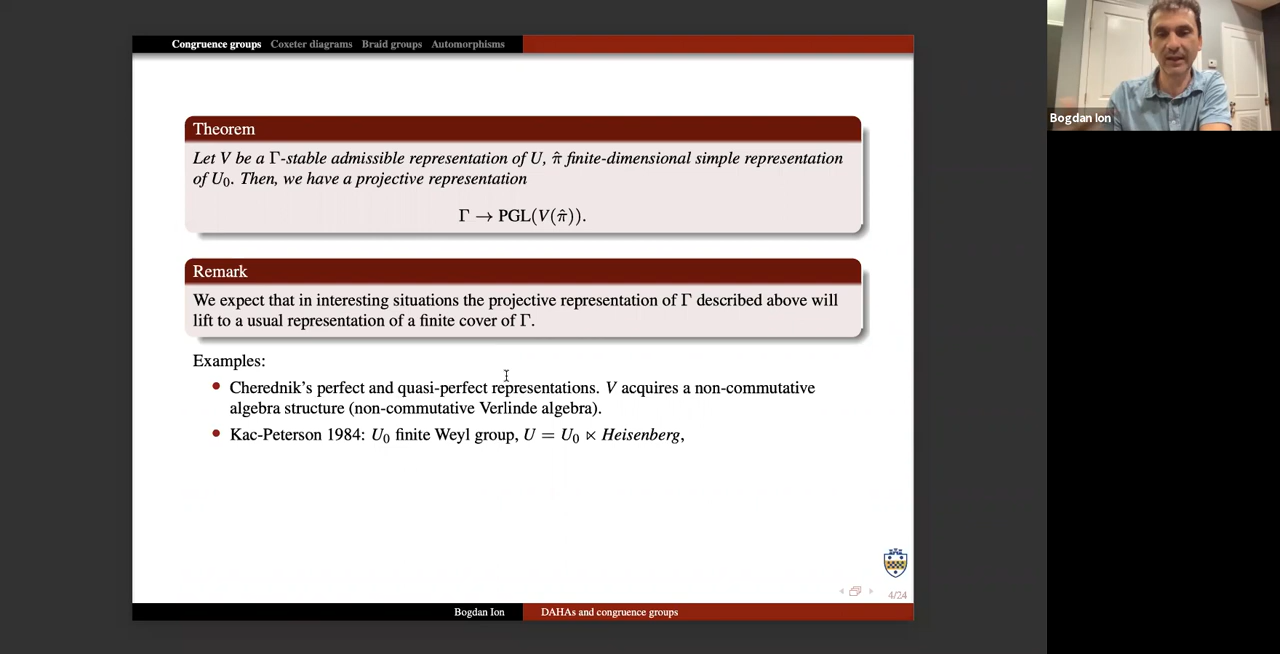 Congruence groups Coxeter diagrams Braid groups Automorphisms
Theorem
Let V be a Γ-stable admissible representation of U, π̂ finite-dimensional simple representation
of U₀. Then, we have a projective representation
Γ → PGL(V(π̂)).
Remark
We expect that in interesting situations the projective representation of Γ described above will
lift to a usual representation of a finite cover of Γ.
Examples:
Cherednik's perfect and quasi-perfect representations. V acquires a non-commutative
algebra structure (non-commutative Verlinde algebra).
Kac-Peterson 1984: U₀ finite Weyl group, U = U₀ ⋉ Heisenberg,
4/24
Bogdan Ion DAHAs and congruence groups
Bogdan Ion